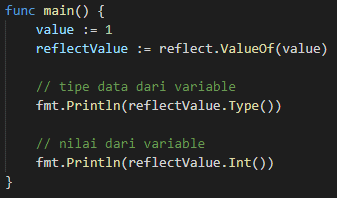 func main() {
    value := 1
    reflectValue := reflect.ValueOf(value)

    // tipe data dari variable
    fmt.Println(reflectValue.Type())

    // nilai dari variable
    fmt.Println(reflectValue.Int())
}